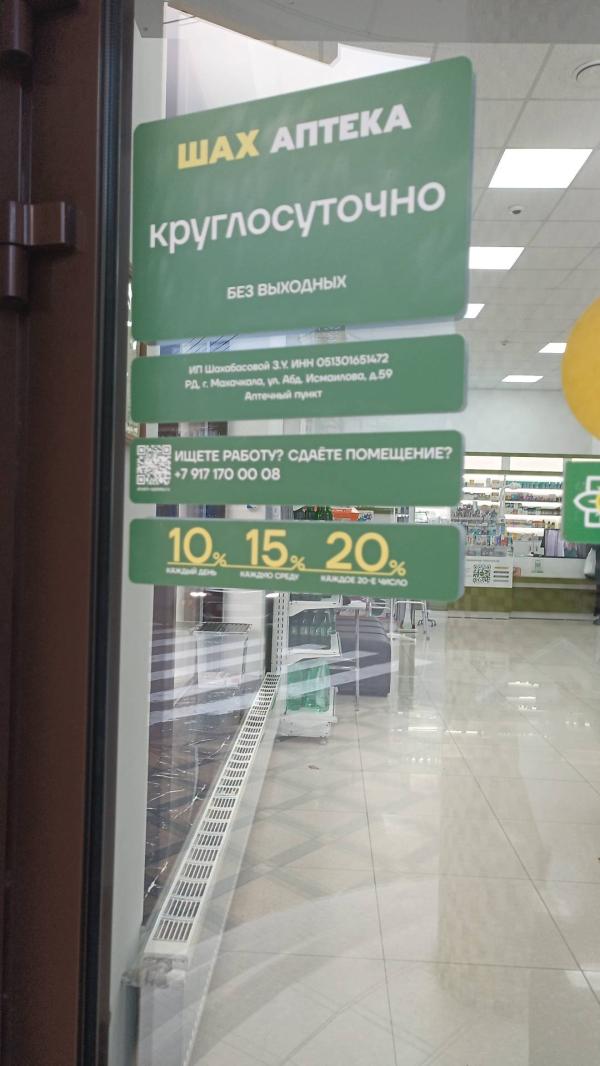 ШАХ АПТЕКА
круглосуточно
БЕЗ ВЫХОДНЫХ
ИП Шахабасовой З.У. ИНН 051301651472
РД, г. Махачкала, ул. Абд. Исмаилова, д.59
Аптечный пункт
ИЩЕТЕ РАБОТУ? СДАЁТЕ ПОМЕЩЕНИЕ?
+7 917 170 00 08
10% 15% 20%
КАЖДЫЙ ДЕНЬ КАЖДУЮ СРЕДУ КАЖДОЕ 20-Е ЧИСЛО